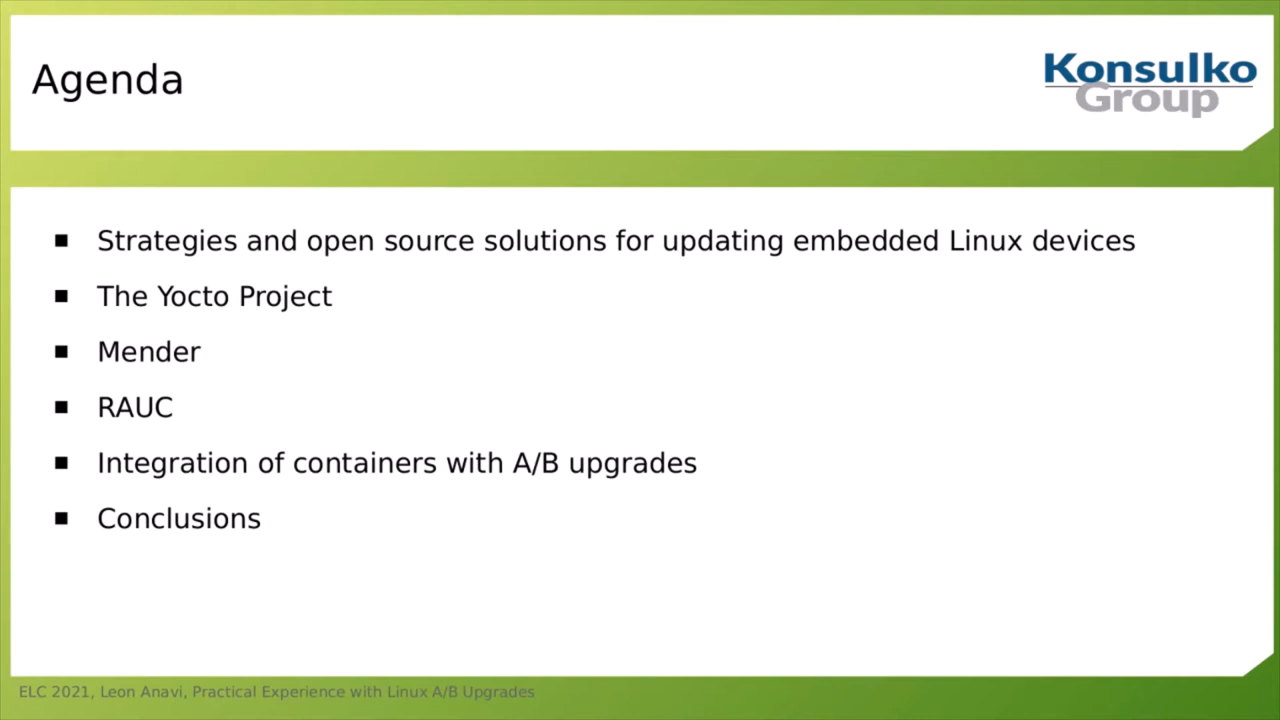 Agenda
Konsulko
Group
Strategies and open source solutions for updating embedded Linux devices
The Yocto Project
Mender
RAUC
Integration of containers with A/B upgrades
Conclusions
ELC 2021, Leon Anavi, Practical Experience with Linux A/B Upgrades